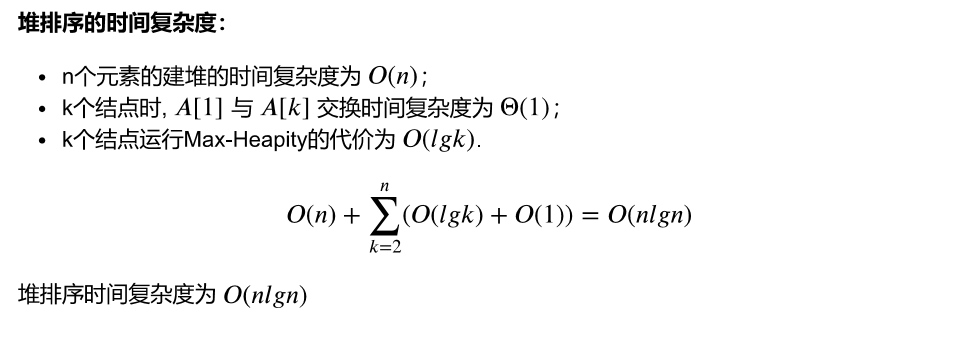 堆排序的时间复杂度：
• n个元素的建堆的时间复杂度为 O(n)；
• k个结点时, A[1] 与 A[k] 交换时间复杂度为 Θ(1)；
• k个结点运行Max-Heapity的代价为 O(lgk).
O(n) + \sum_{k=2}^{n} (O(lgk) + O(1)) = O(nlgn)
堆排序时间复杂度为 O(nlgn)